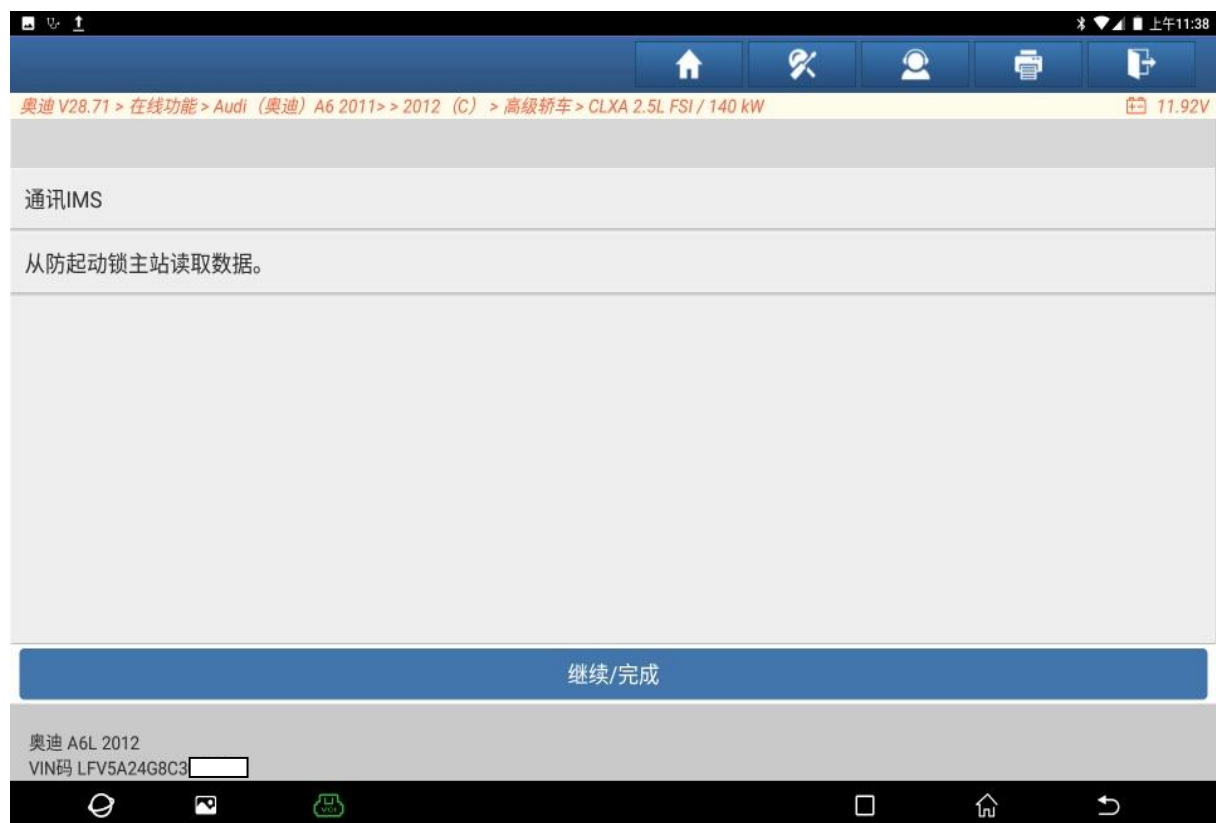 上午11:38
奥迪 V28.71 > 在线功能 > Audi（奥迪）A6 2011> > 2012（C） > 高级轿车 > CLXA 2.5L FSI / 140 kW 11.92V
通讯IMS
从防起动锁主站读取数据。
继续/完成
奥迪 A6L 2012
VIN码 LFV5A24G8C3
VCI